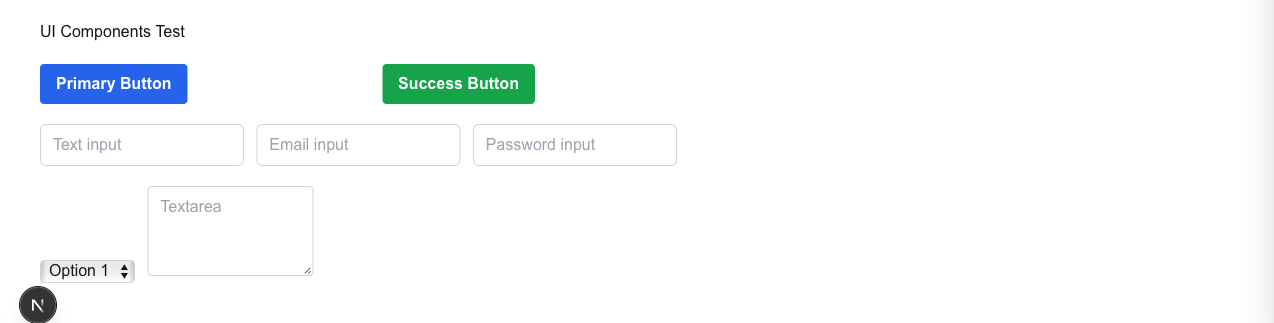 UI Components Test
Primary Button Success Button
Text input Email input Password input
Textarea
Option 1
N